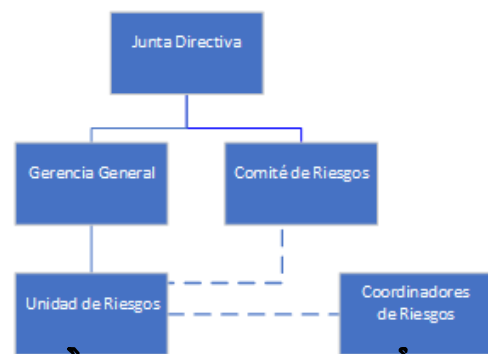 Junta Directiva
Gerencia General
Comité de Riesgos
Unidad de Riesgos
Coordinadores
de Riesgos